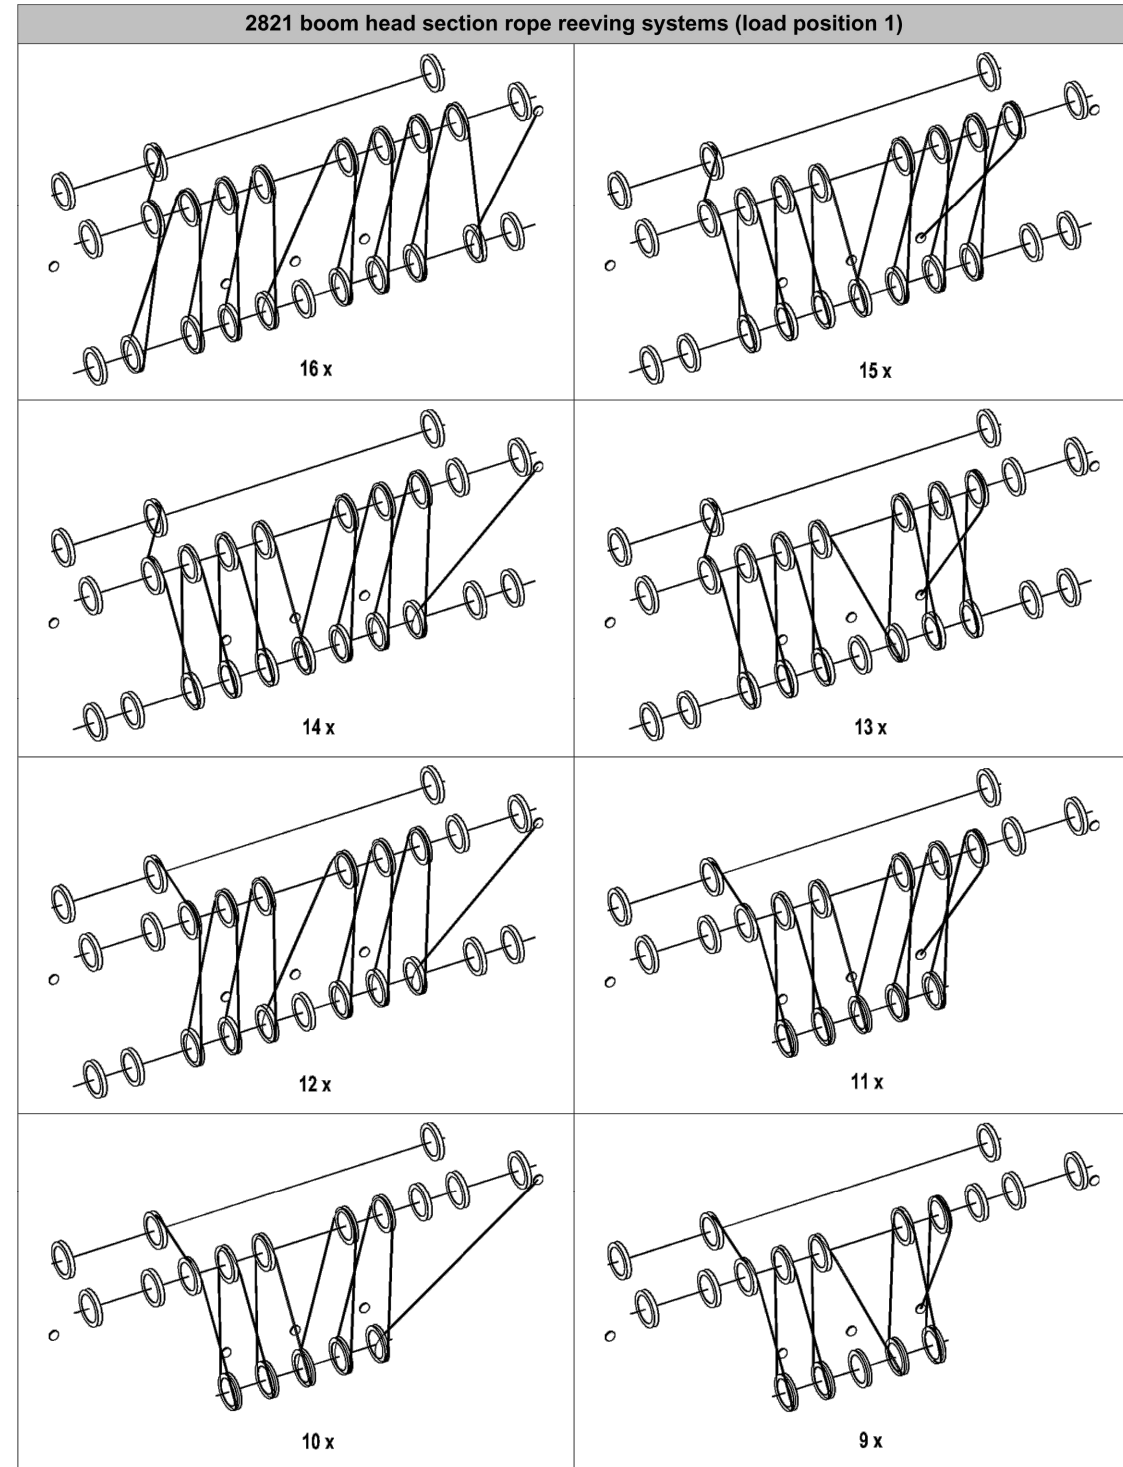 2821 boom head section rope reeving systems (load position 1)
16 x
15 x
14 x
13 x
12 x
11 x
10 x
9 x